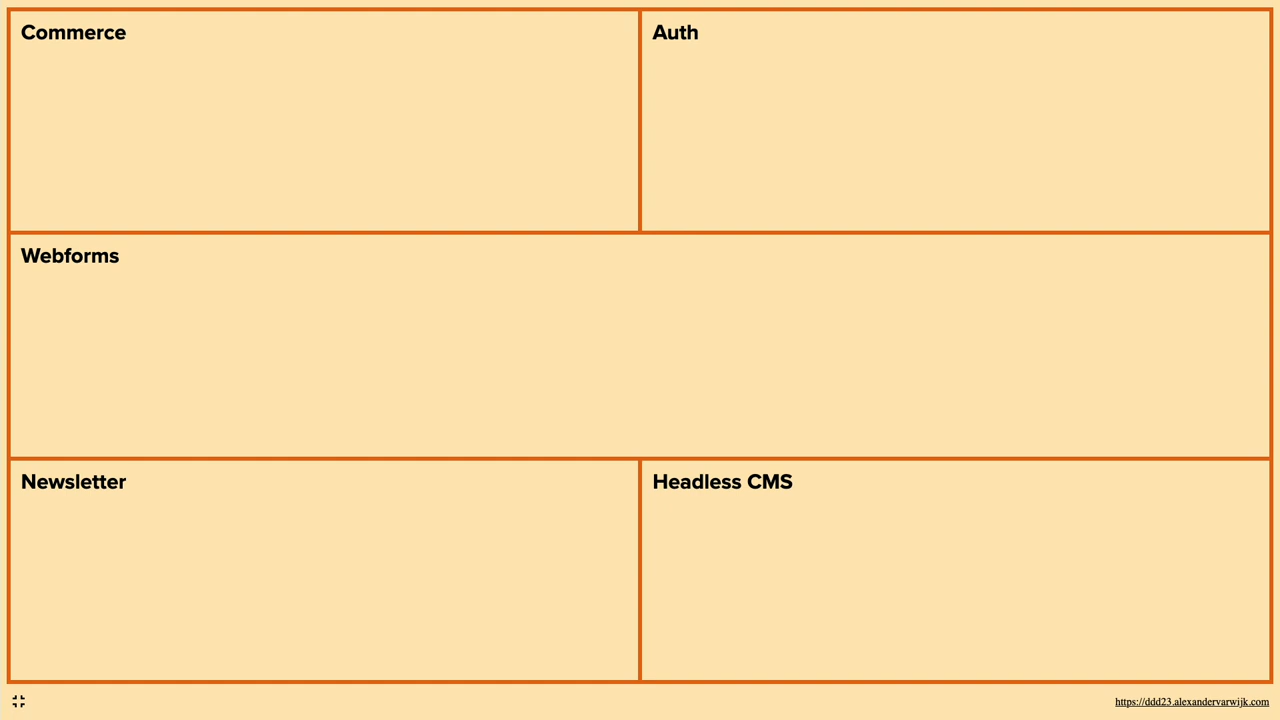 Commerce
Auth
Webforms
Newsletter
Headless CMS
https://ddd23.alexandervarwijk.com